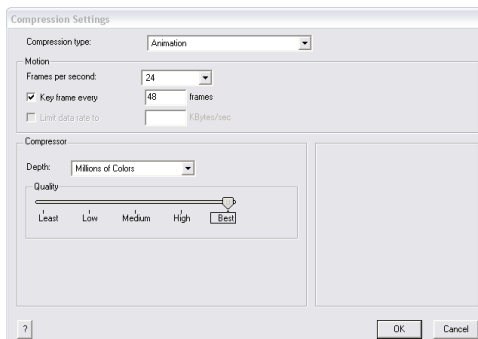 Compression Settings
Compression type: Animation
Motion
Frames per second: 24
Key frame every 48 frames
Limit data rate to KBytes/sec
Compressor
Depth: Millions of Colors
Quality
Least Low Medium High Best
? OK Cancel